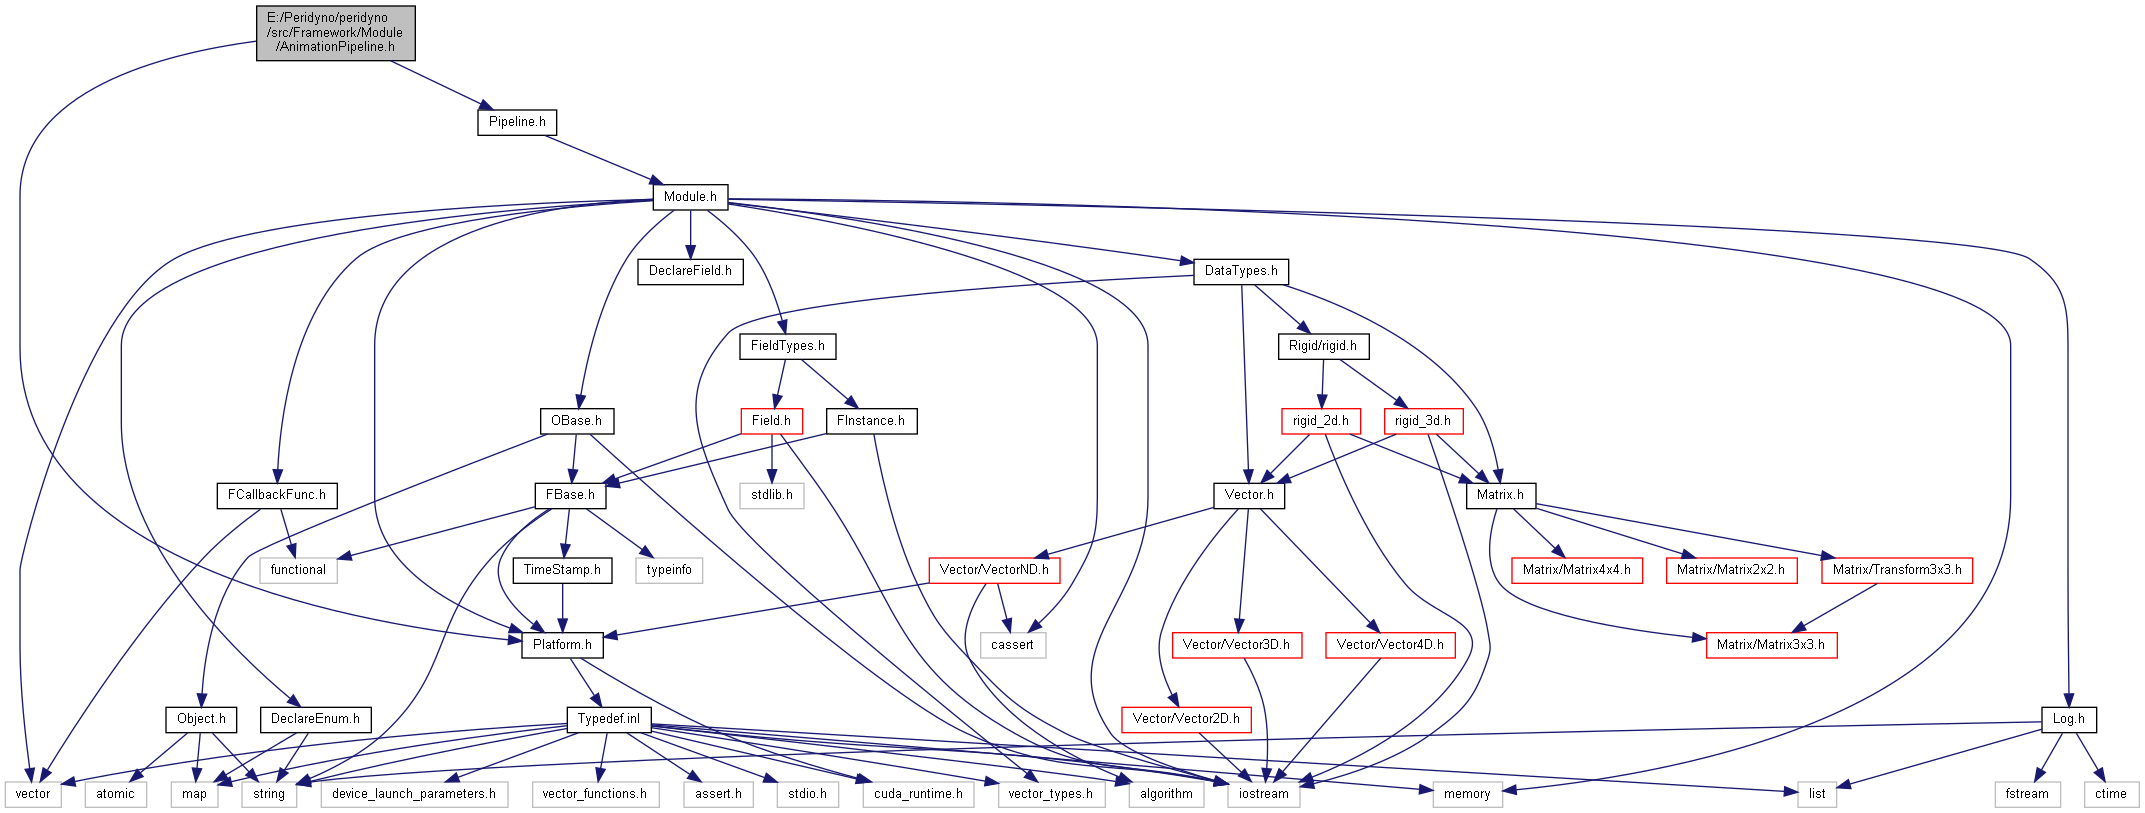 E:/Peridyno/peridyno
/src/Framework/Module
/AnimationPipeline.h
Pipeline.h
Module.h
DeclareField.h
DataTypes.h
FieldTypes.h
Rigid/rigid.h
OBase.h
Field.h
FInstance.h
rigid_2d.h
rigid_3d.h
FCallbackFunc.h
FBase.h
stdlib.h
Vector.h
Matrix.h
functional
TimeStamp.h
typeinfo
Vector/VectorND.h
Matrix/Matrix4x4.h
Matrix/Matrix2x2.h
Matrix/Transform3x3.h
Platform.h
cassert
Vector/Vector3D.h
Vector/Vector4D.h
Matrix/Matrix3x3.h
Object.h
DeclareEnum.h
Typedef.inl
Vector/Vector2D.h
Log.h
vector
atomic
map
string
device_launch_parameters.h
vector_functions.h
assert.h
stdio.h
cuda_runtime.h
vector_types.h
algorithm
iostream
memory
list
fstream
ctime